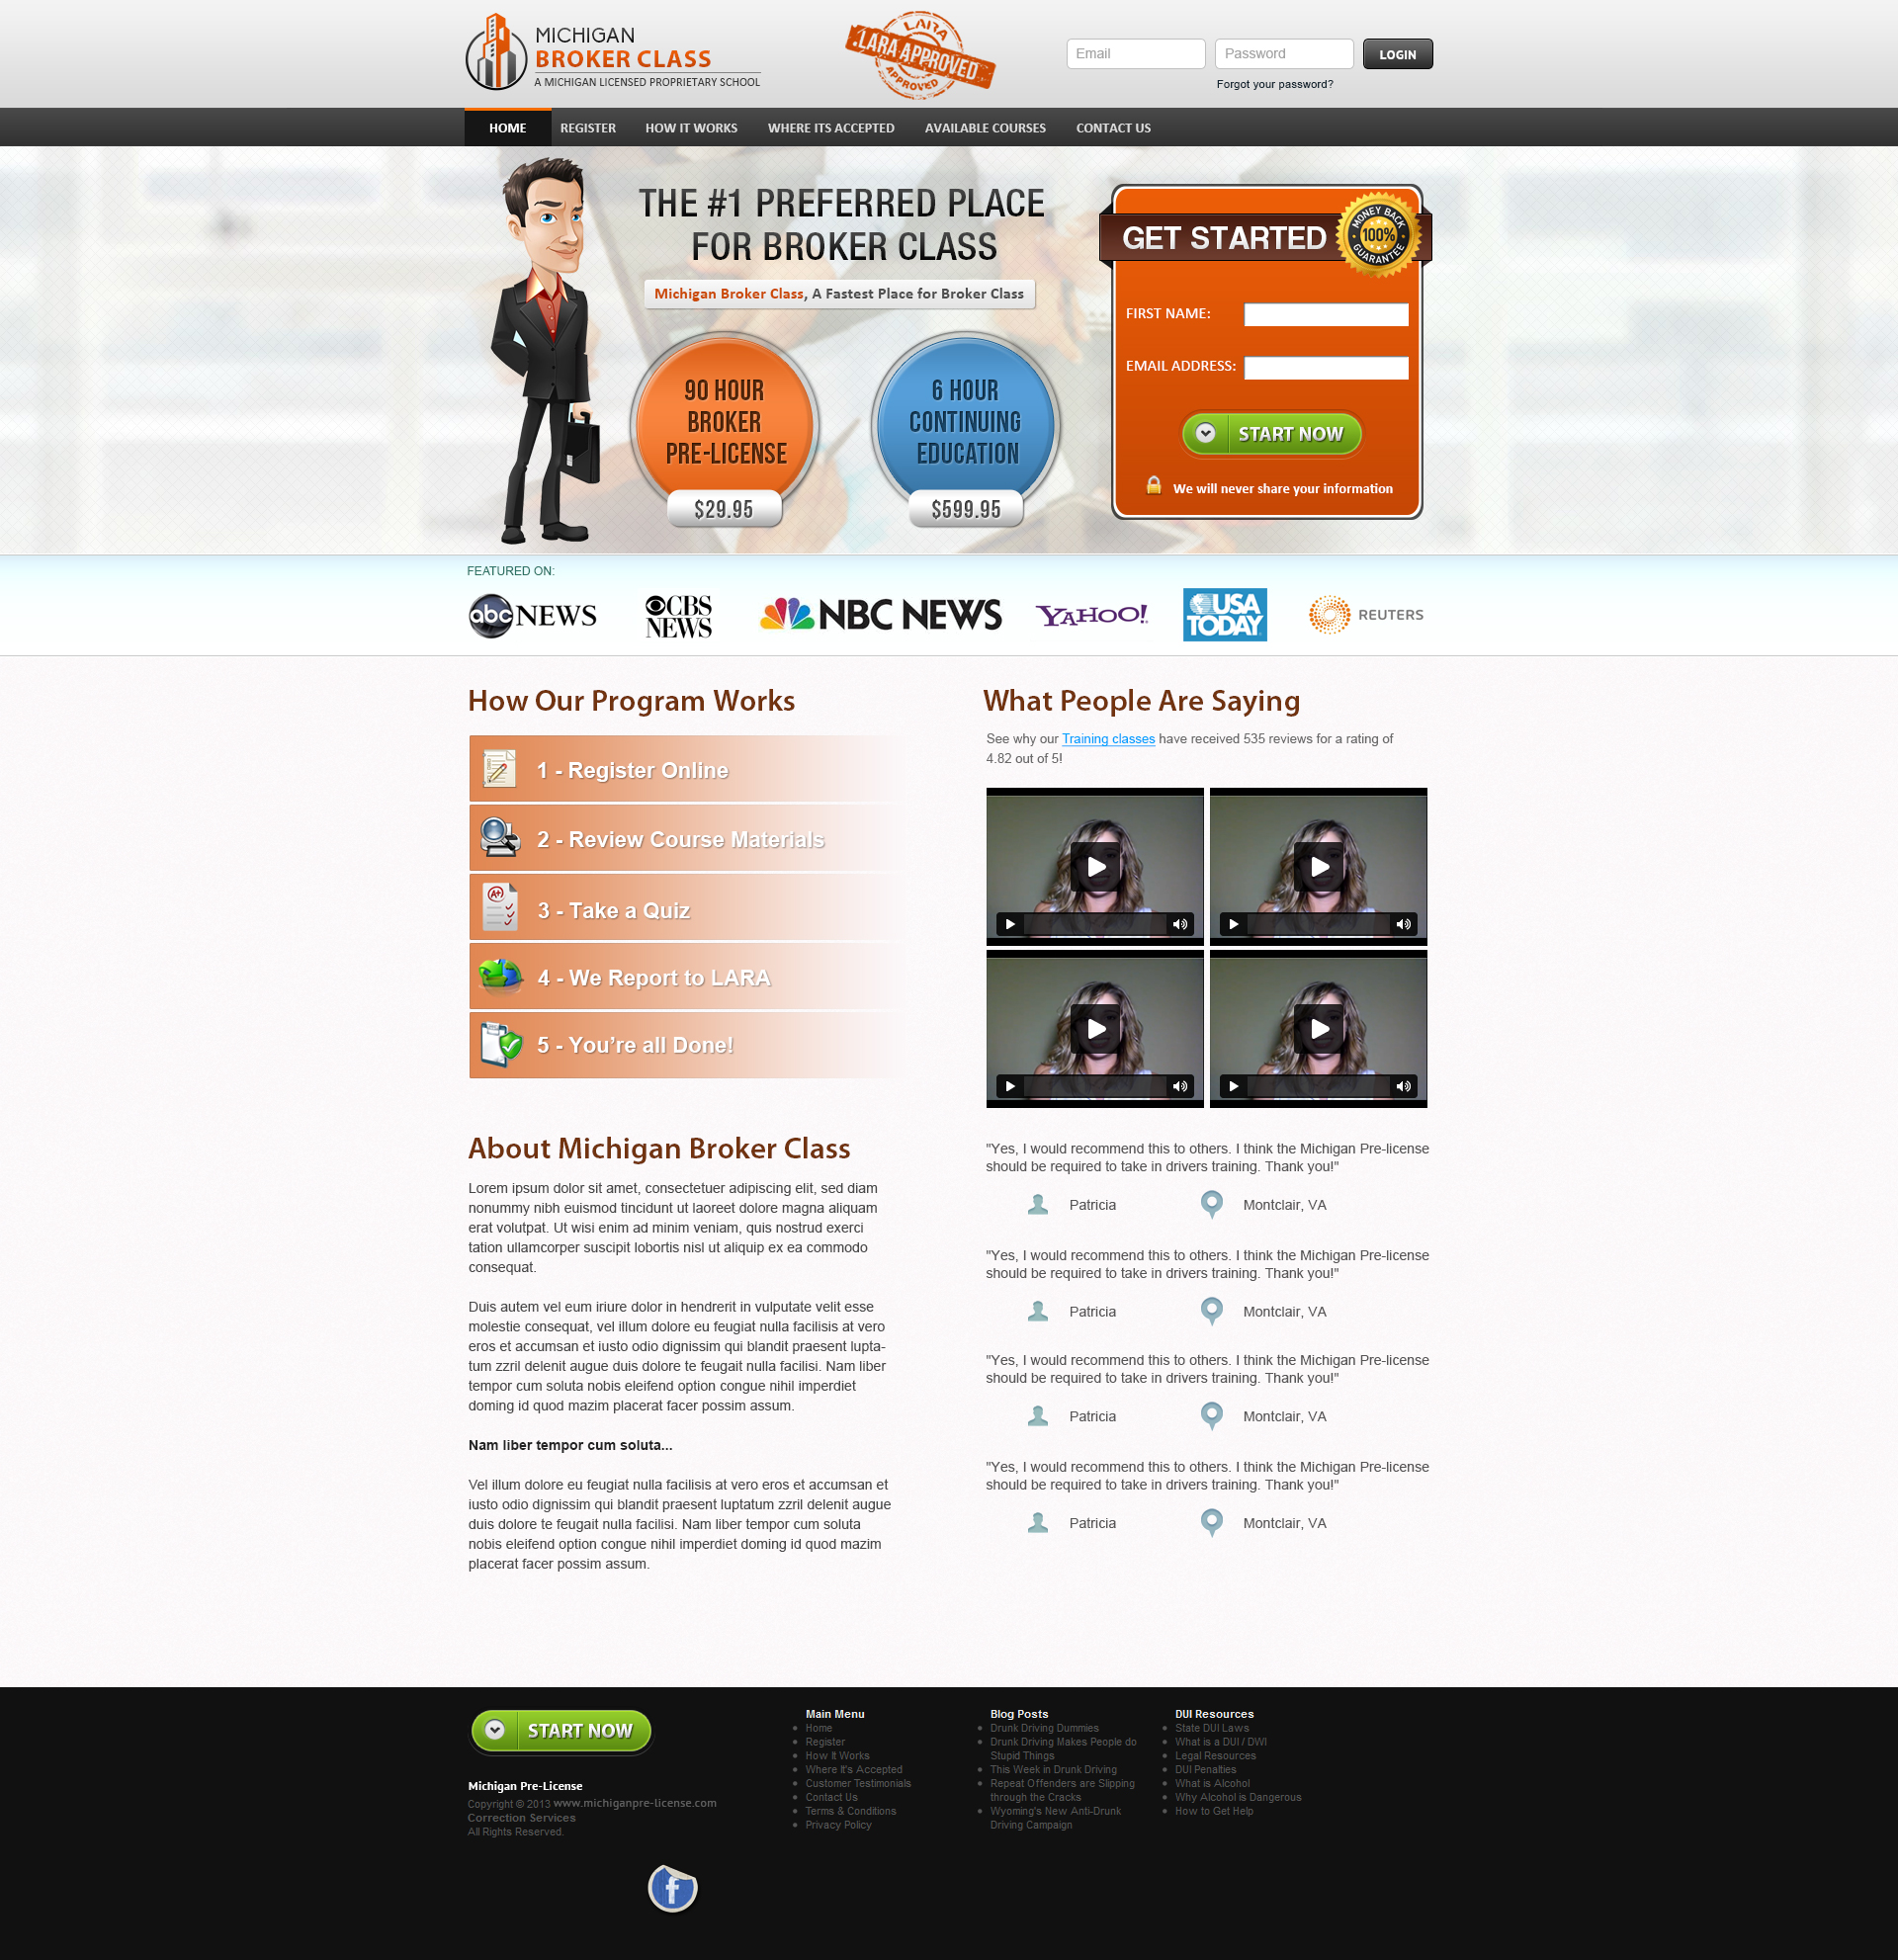 MICHIGAN
BROKER CLASS
A MICHIGAN LICENSED PROPRIETARY SCHOOL
LARA APPROVED
APPROVED
Email
Password
LOGIN
Forgot your password?
HOME
REGISTER
HOW IT WORKS
WHERE ITS ACCEPTED
AVAILABLE COURSES
CONTACT US
THE #1 PREFERRED PLACE
FOR BROKER CLASS
Michigan Broker Class, A Fastest Place for Broker Class
90 HOUR
BROKER
PRE-LICENSE
$29.95
6 HOUR
CONTINUING
EDUCATION
$599.95
GET STARTED
MONEY BACK
100%
GUARANTEE
FIRST NAME:
EMAIL ADDRESS:
START NOW
We will never share your information
FEATURED ON:
abc NEWS
CBS
NEWS
NBC NEWS
YAHOO!
USA
TODAY
REUTERS
How Our Program Works
1 - Register Online
2 - Review Course Materials
A+
3 - Take a Quiz
4 - We Report to LARA
5 - You’re all Done!
About Michigan Broker Class
Lorem ipsum dolor sit amet, consectetuer adipiscing elit, sed diam
nonummy nibh euismod tincidunt ut laoreet dolore magna aliquam
erat volutpat. Ut wisi enim ad minim veniam, quis nostrud exerci
tation ullamcorper suscipit lobortis nisl ut aliquip ex ea commodo
consequat.
Duis autem vel eum iriure dolor in hendrerit in vulputate velit esse
molestie consequat, vel illum dolore eu feugiat nulla facilisis at vero
eros et accumsan et iusto odio dignissim qui blandit praesent lupta-
tum zzril delenit augue duis dolore te feugait nulla facilisi. Nam liber
tempor cum soluta nobis eleifend option congue nihil imperdiet
doming id quod mazim placerat facer possim assum.
Nam liber tempor cum soluta...
Vel illum dolore eu feugiat nulla facilisis at vero eros et accumsan et
iusto odio dignissim qui blandit praesent luptatum zzril delenit augue
duis dolore te feugait nulla facilisi. Nam liber tempor cum soluta
nobis eleifend option congue nihil imperdiet doming id quod mazim
placerat facer possim assum.
What People Are Saying
See why our Training classes have received 535 reviews for a rating of
4.82 out of 5!
"Yes, I would recommend this to others. I think the Michigan Pre-license
should be required to take in drivers training. Thank you!"
Patricia
Montclair, VA
"Yes, I would recommend this to others. I think the Michigan Pre-license
should be required to take in drivers training. Thank you!"
Patricia
Montclair, VA
"Yes, I would recommend this to others. I think the Michigan Pre-license
should be required to take in drivers training. Thank you!"
Patricia
Montclair, VA
"Yes, I would recommend this to others. I think the Michigan Pre-license
should be required to take in drivers training. Thank you!"
Patricia
Montclair, VA
START NOW
Michigan Pre-License
Copyright © 2013 www.michiganpre-license.com
Correction Services
All Rights Reserved.
Main Menu
Home
Register
How It Works
Where It's Accepted
Customer Testimonials
Contact Us
Terms & Conditions
Privacy Policy
Blog Posts
Drunk Driving Dummies
Drunk Driving Makes People do
Stupid Things
This Week in Drunk Driving
Repeat Offenders are Slipping
through the Cracks
Wyoming's New Anti-Drunk
Driving Campaign
DUI Resources
State DUI Laws
What is a DUI / DWI
Legal Resources
DUI Penalties
What is Alcohol
Why Alcohol is Dangerous
How to Get Help
f